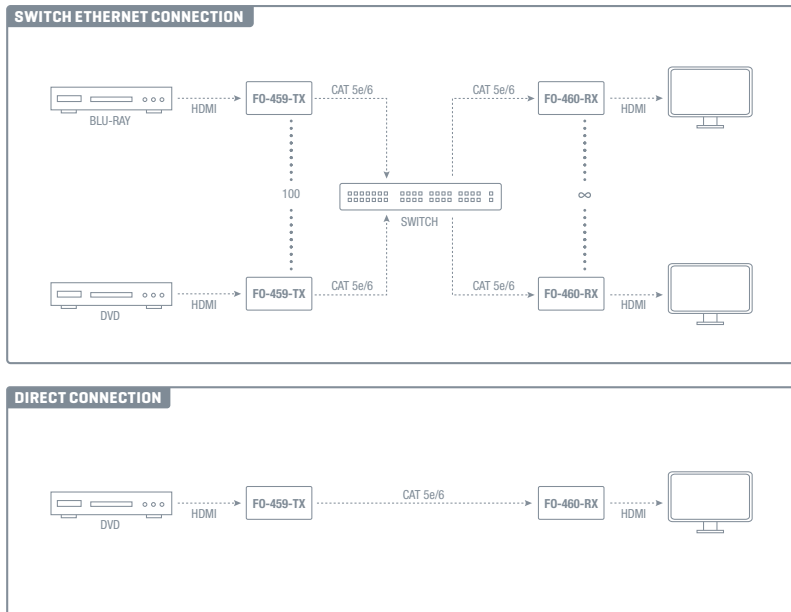 SWITCH ETHERNET CONNECTION
BLU-RAY
HDMI
FO-459-TX
CAT 5e/6
CAT 5e/6
FO-460-RX
HDMI
100
SWITCH
∞
DVD
HDMI
FO-459-TX
CAT 5e/6
CAT 5e/6
FO-460-RX
HDMI
DIRECT CONNECTION
DVD
HDMI
FO-459-TX
CAT 5e/6
FO-460-RX
HDMI